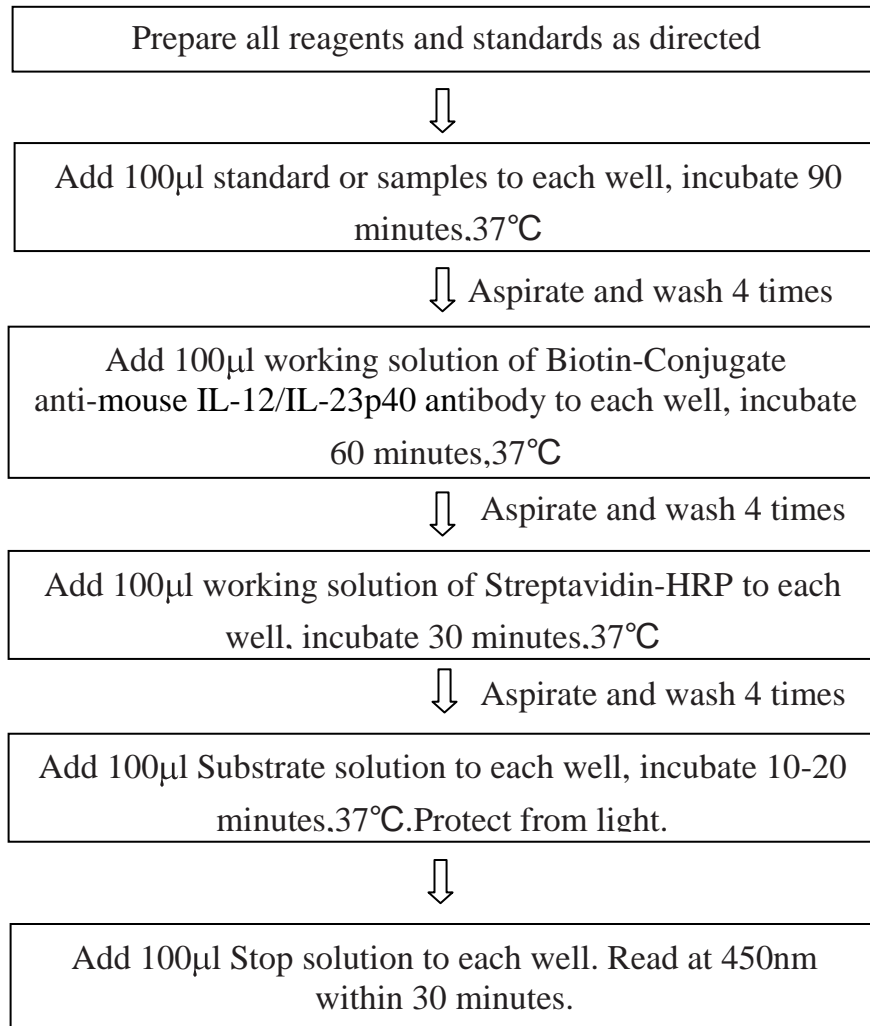 Prepare all reagents and standards as directed
Add 100μl standard or samples to each well, incubate 90
minutes,37℃
Aspirate and wash 4 times
Add 100μl working solution of Biotin-Conjugate
anti-mouse IL-12/IL-23p40 antibody to each well, incubate
60 minutes,37℃
Aspirate and wash 4 times
Add 100μl working solution of Streptavidin-HRP to each
well, incubate 30 minutes,37℃
Aspirate and wash 4 times
Add 100μl Substrate solution to each well, incubate 10-20
minutes,37℃.Protect from light.
Add 100μl Stop solution to each well. Read at 450nm
within 30 minutes.